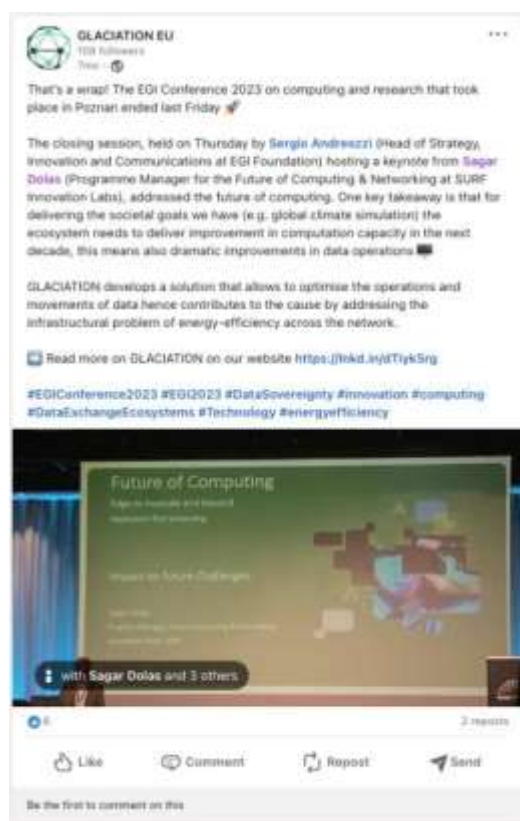 GLACIATION EU
followers
That's a wrap! The EGI Conference 2023 on computing and research that took
place in Poznan ended last Friday 🚀
The closing session, held on Thursday by Sergio Andreozzi (Head of Strategy,
Innovation and Communications at EGI Foundation) hosting a keynote from Sagar
Dolas (Programme Manager for the Future of Computing & Networking at SURF
Innovation Labs), addressed the future of computing. One key takeaway is that for
delivering the societal goals we have (e.g. global climate simulation) the
ecosystem needs to deliver improvement in computation capacity in the next
decade, this means also dramatic improvements in data operations
GLACIATION develops a solution that allows to optimise the operations and
movements of data hence contributes to the cause by addressing the
infrastructural problem of energy-efficiency across the network.
Read more on GLACIATION on our website https://lnkd.in/dTiyk5rg
#EGIConference2023 #EGI2023 #DataSovereignty #innovation #computing
#DataExchangeEcosystems #Technology #energyefficiency
Future of Computing
Impact on Future Challenges
with Sagar Dolas and 3 others
6
2 reposts
Like
Comment
Repost
Send
Be the first to comment on this